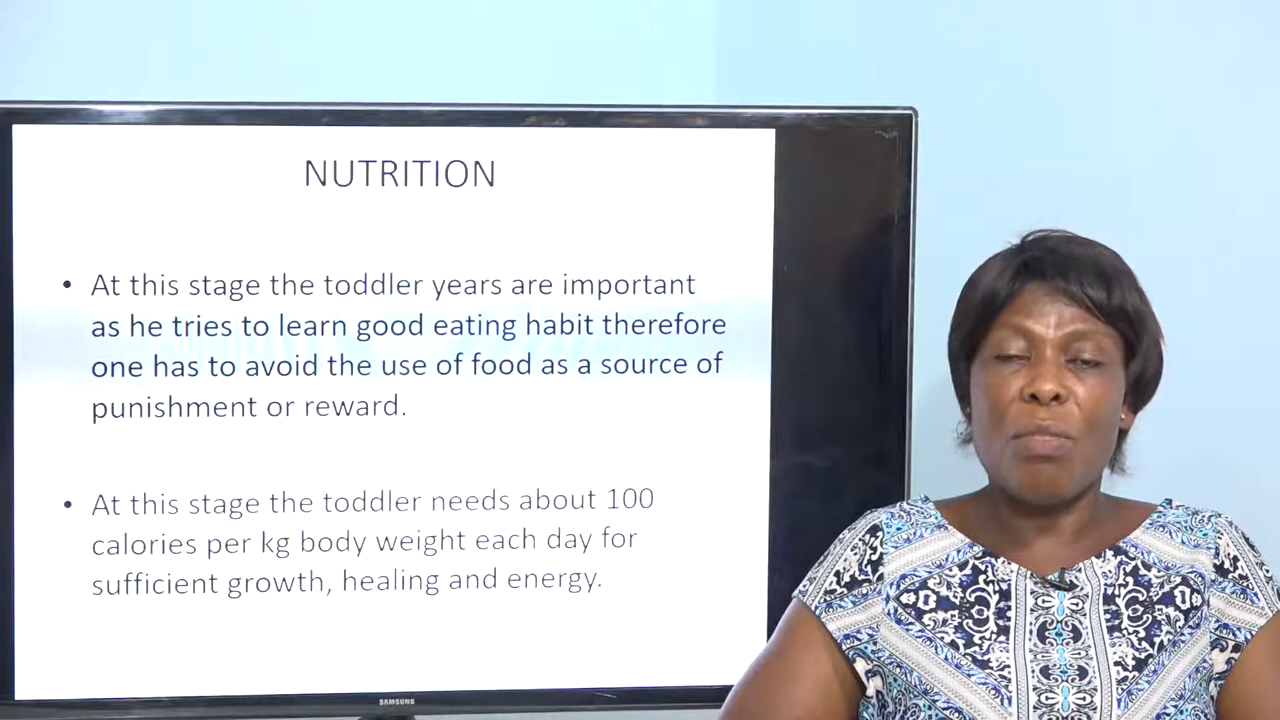 NUTRITION
• At this stage the toddler years are important
as he tries to learn good eating habit therefore
one has to avoid the use of food as a source of
punishment or reward.
• At this stage the toddler needs about 100
calories per kg body weight each day for
sufficient growth, healing and energy.
SAMSUNG